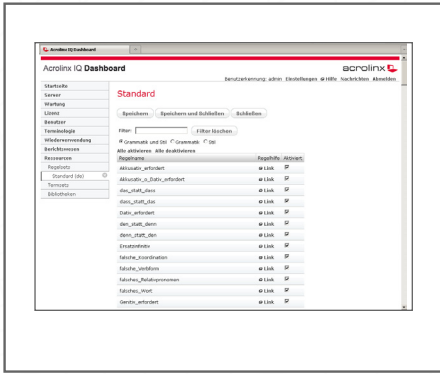 Acrolinx IQ Dashboard
Acrolinx IQ Dashboard
acrolinx
Benutzerkennung: admin Einstellungen Hilfe Nachrichten Abmelden
Startseite
Server
Wartung
Lizenz
Benutzer
Terminologie
Wiederverwendung
Berichtswesen
Ressourcen
Regelsets
Standard (de)
Termsets
Bibliotheken
Standard
Speichern Speichern und Schließen Schließen
Filter: Filter löschen
Grammatik und Stil Grammatik Stil
Alle aktivieren Alle deaktivieren
Regelname Regelhilfe Aktiviert
Akkusativ_erfordert Link
Akkusativ_o_Dativ_erfordert Link
das_statt_dass Link
dass_statt_das Link
Dativ_erfordert Link
den_statt_denn Link
denn_statt_den Link
Ersatzinfinitiv Link
falsche_Koordination Link
falsche_Verbform Link
falsches_Relativpronomen Link
falsches_Wort Link
Genitiv_erfordert Link